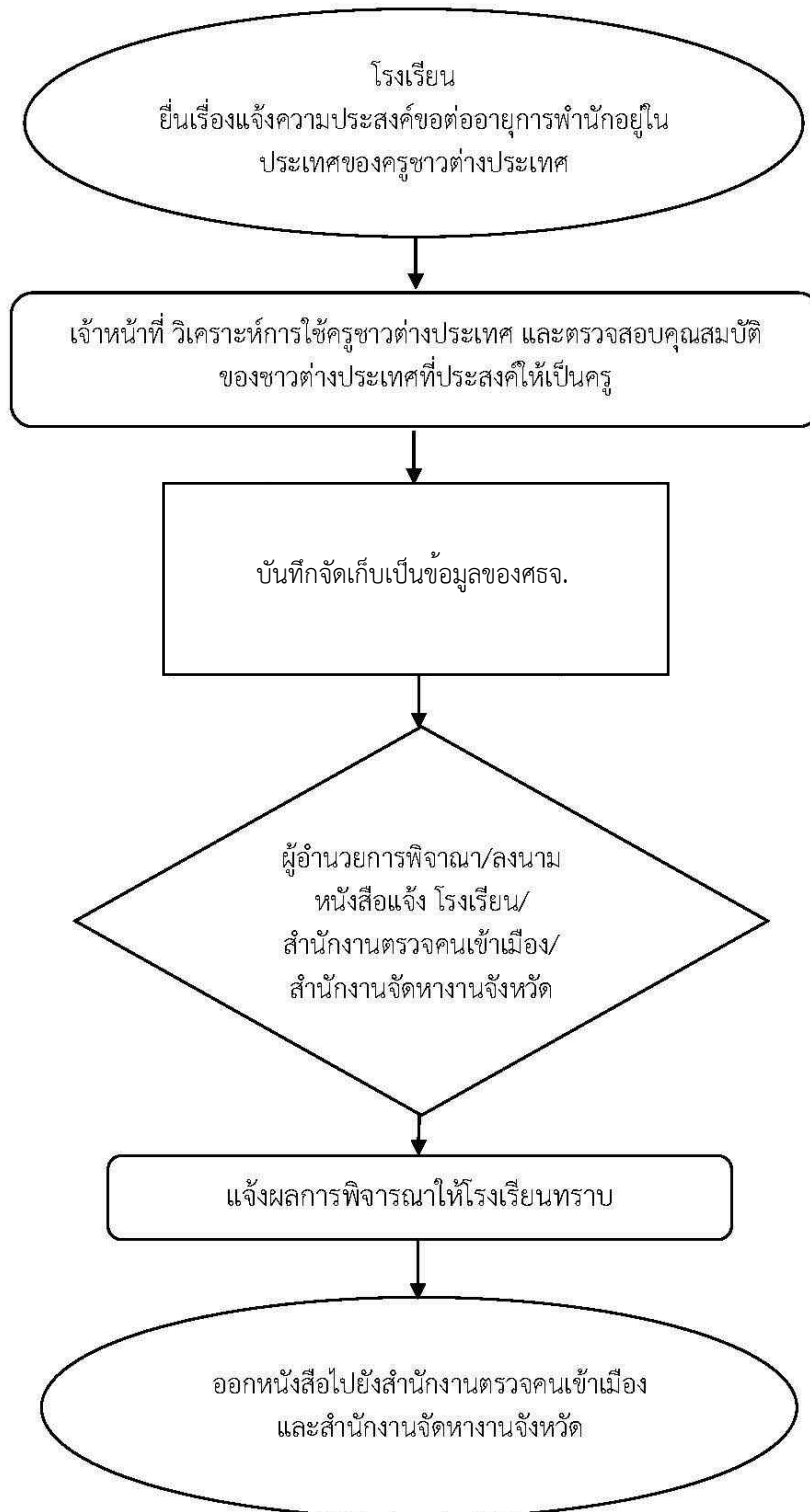 โรงเรียน
ยื่นเรื่องแจ้งความประสงค์ขอต่ออายุการพำนักอยู่ใน
ประเทศของครูชาวต่างประเทศ
เจ้าหน้าที่ วิเคราะห์การใช้ครูชาวต่างประเทศ และตรวจสอบคุณสมบัติ
ของชาวต่างประเทศที่ประสงค์ให้เป็นครู
บันทึกจัดเก็บเป็นข้อมูลของศธจ.
ผู้อำนวยการพิจาณา/ลงนาม
หนังสือแจ้ง โรงเรียน/
สำนักงานตรวจคนเข้าเมือง/
สำนักงานจัดหางานจังหวัด
แจ้งผลการพิจารณาให้โรงเรียนทราบ
ออกหนังสือไปยังสำนักงานตรวจคนเข้าเมือง
และสำนักงานจัดหางานจังหวัด